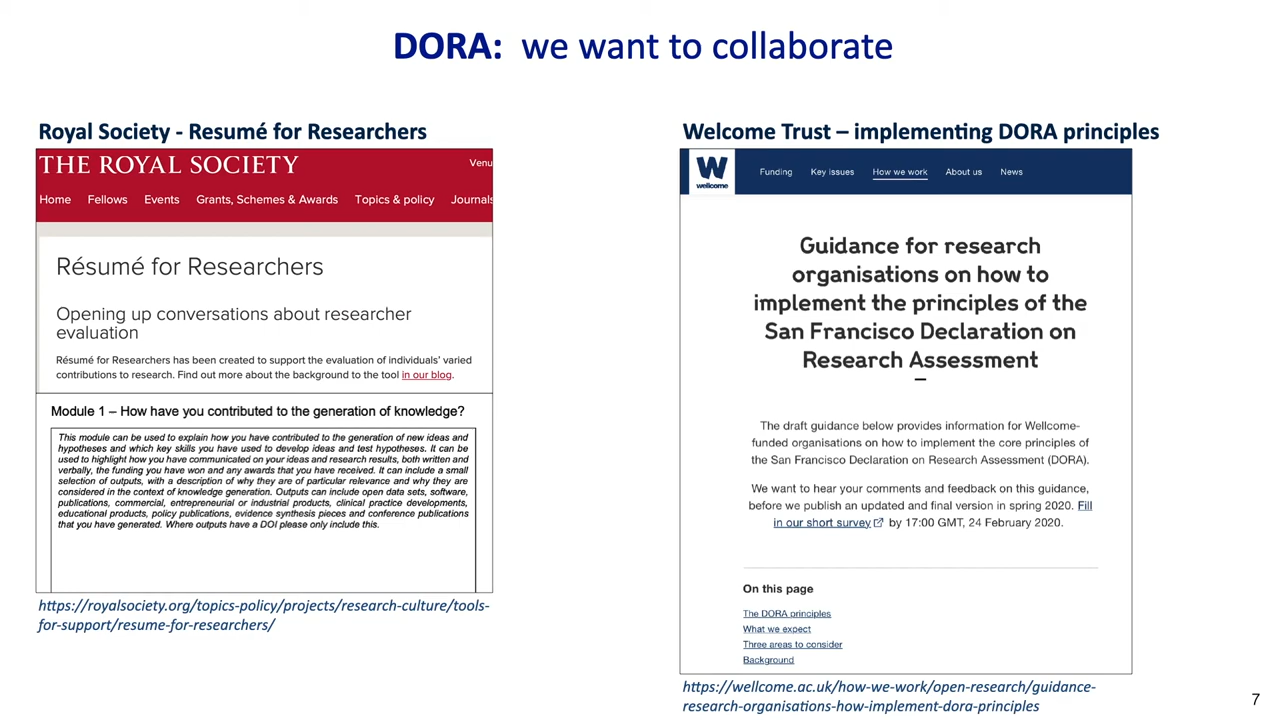 DORA: we want to collaborate
Royal Society - Resumé for Researchers
THE ROYAL SOCIETY
Venu
Home Fellows Events Grants, Schemes & Awards Topics & policy Journals
Résumé for Researchers
Opening up conversations about researcher
evaluation
Résumé for Researchers has been created to support the evaluation of individuals' varied
contributions to research. Find out more about the background to the tool in our blog.
Module 1 – How have you contributed to the generation of knowledge?
This module can be used to explain how you have contributed to the generation of new ideas and
hypotheses and which key skills you have used to develop ideas and test hypotheses. It can be
used to highlight how you have communicated on your ideas and research results, both written and
verbally, the funding you have won and any awards that you have received. It can include a small
selection of outputs, with a description of why they are of particular relevance and why they are
considered in the context of knowledge generation. Outputs can include open data sets, software,
publications, commercial, entrepreneurial or industrial products, clinical practice developments,
educational products, policy publications, evidence synthesis pieces and conference publications
that you have generated. Where outputs have a DOI please only include this.
https://royalsociety.org/topics-policy/projects/research-culture/tools-
for-support/resume-for-researchers/
Welcome Trust – implementing DORA principles
W
wellcome
Funding Key issues How we work About us News
Guidance for research
organisations on how to
implement the principles of the
San Francisco Declaration on
Research Assessment
The draft guidance below provides information for Wellcome-
funded organisations on how to implement the core principles of
the San Francisco Declaration on Research Assessment (DORA).
We want to hear your comments and feedback on this guidance,
before we publish an updated and final version in spring 2020. Fill
in our short survey by 17:00 GMT, 24 February 2020.
On this page
The DORA principles
What we expect
Three areas to consider
Background
https://wellcome.ac.uk/how-we-work/open-research/guidance-
research-organisations-how-implement-dora-principles
7